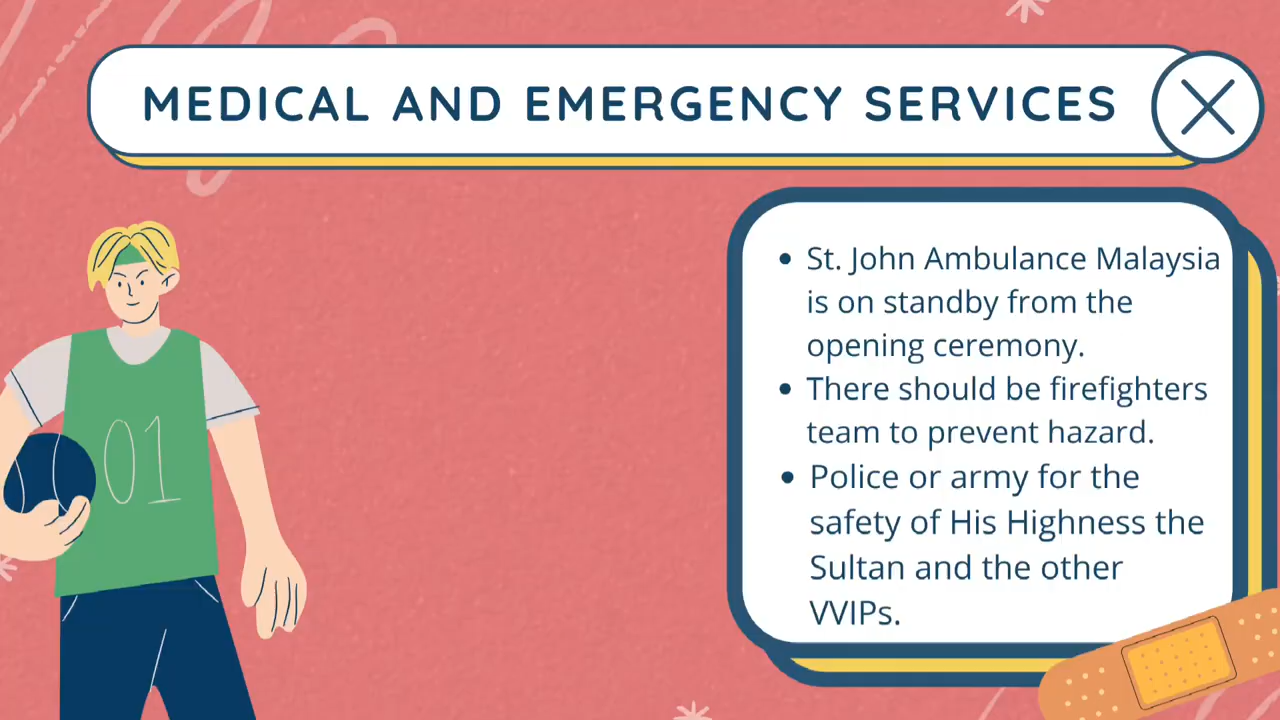 MEDICAL AND EMERGENCY SERVICES
St. John Ambulance Malaysia
is on standby from the
opening ceremony.
There should be firefighters
team to prevent hazard.
Police or army for the
safety of His Highness the
Sultan and the other
VVIPs.
01